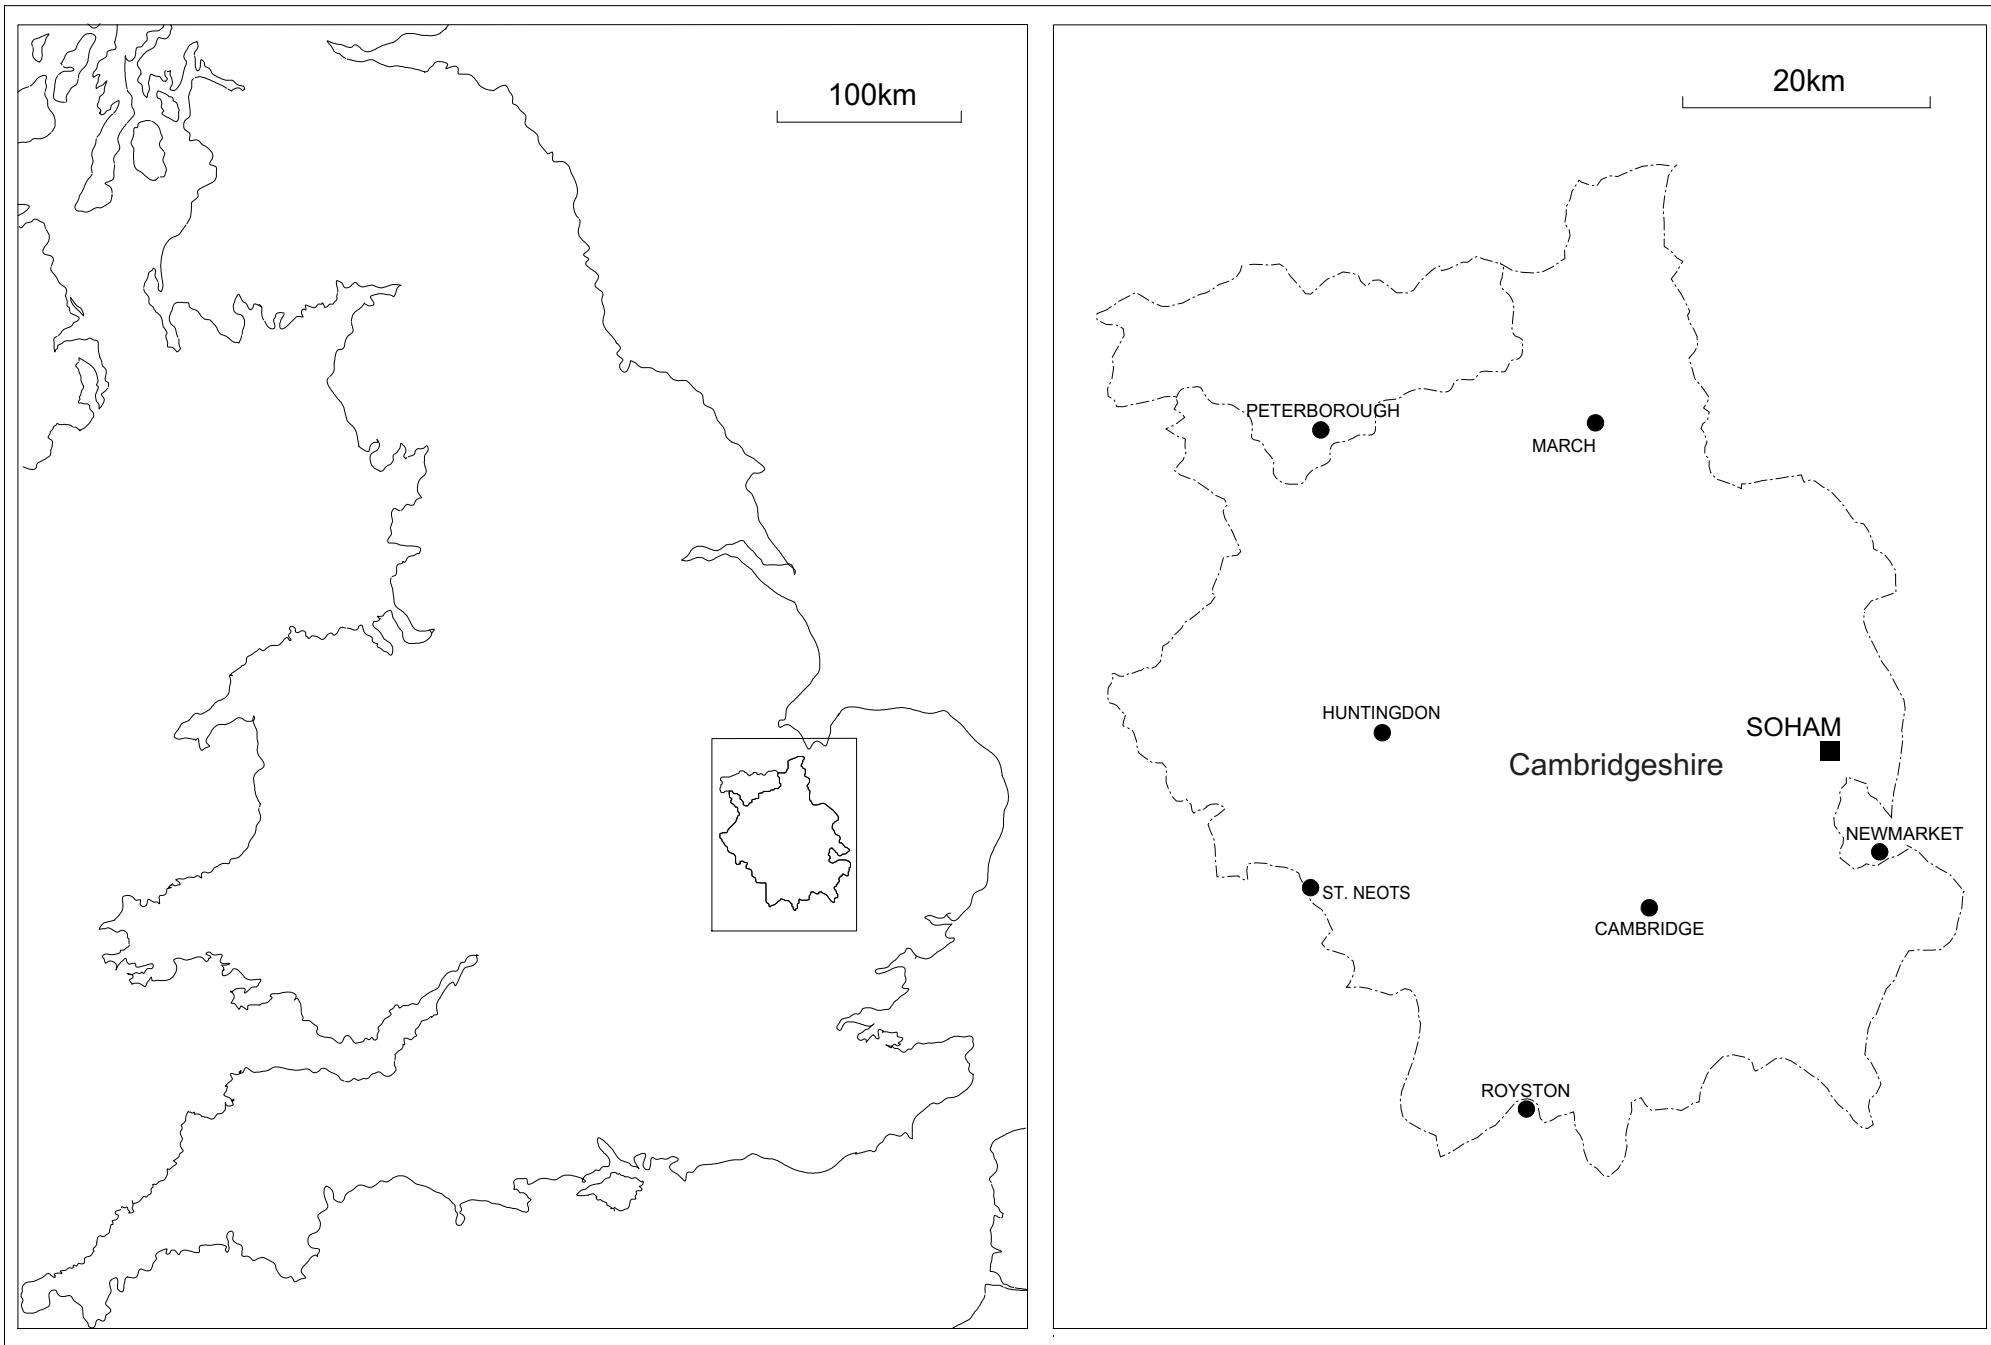 100km
20km
PETERBOROUGH
MARCH
HUNTINGDON
SOHAM
Cambridgeshire
NEWMARKET
ST. NEOTS
CAMBRIDGE
ROYSTON